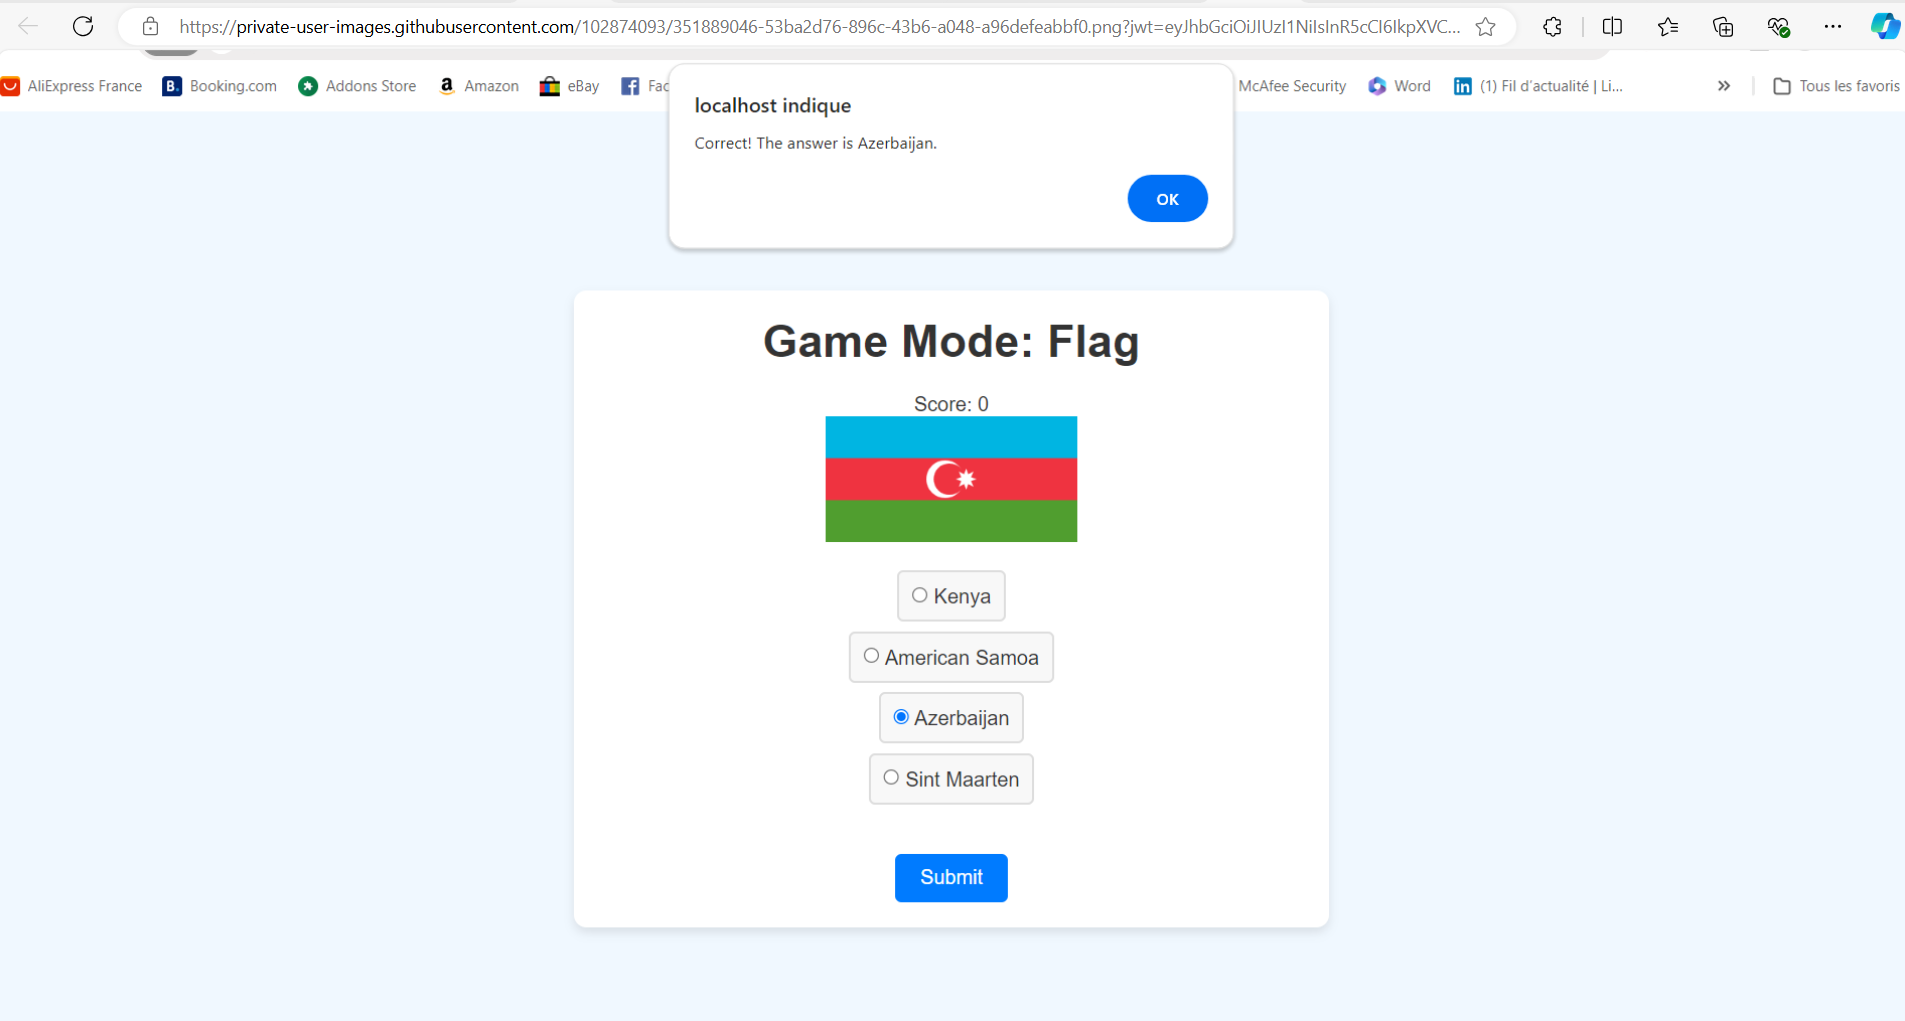 https://private-user-images.githubusercontent.com/102874093/351889046-53ba2d76-896c-43b6-a048-a96defeabbf0.png?jwt=eyJhbGciOiJIUzI1NiIsInR5cCI6IkpXVC...
AliExpress France B. Booking.com Addons Store a Amazon eBay Fac McAfee Security Word in (1) Fil d'actualité | Li... Tous les favoris
localhost indique
Correct! The answer is Azerbaijan.
OK
Game Mode: Flag
Score: 0
Kenya
American Samoa
Azerbaijan
Sint Maarten
Submit